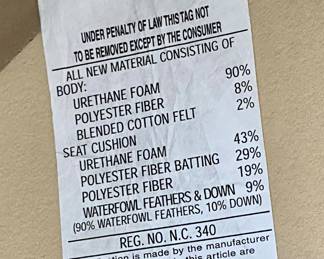 UNDER PENALTY OF LAW THIS TAG NOT
TO BE REMOVED EXCEPT BY THE CONSUMER
ALL NEW MATERIAL CONSISTING OF
BODY:
URETHANE FOAM 90%
POLYESTER FIBER 8%
BLENDED COTTON FELT 2%
SEAT CUSHION
URETHANE FOAM 43%
POLYESTER FIBER BATTING 29%
POLYESTER FIBER 19%
WATERFOWL FEATHERS & DOWN 9%
(90% WATERFOWL FEATHERS, 10% DOWN)
REG. NO. N.C. 340
is made by the manufacturer
article are